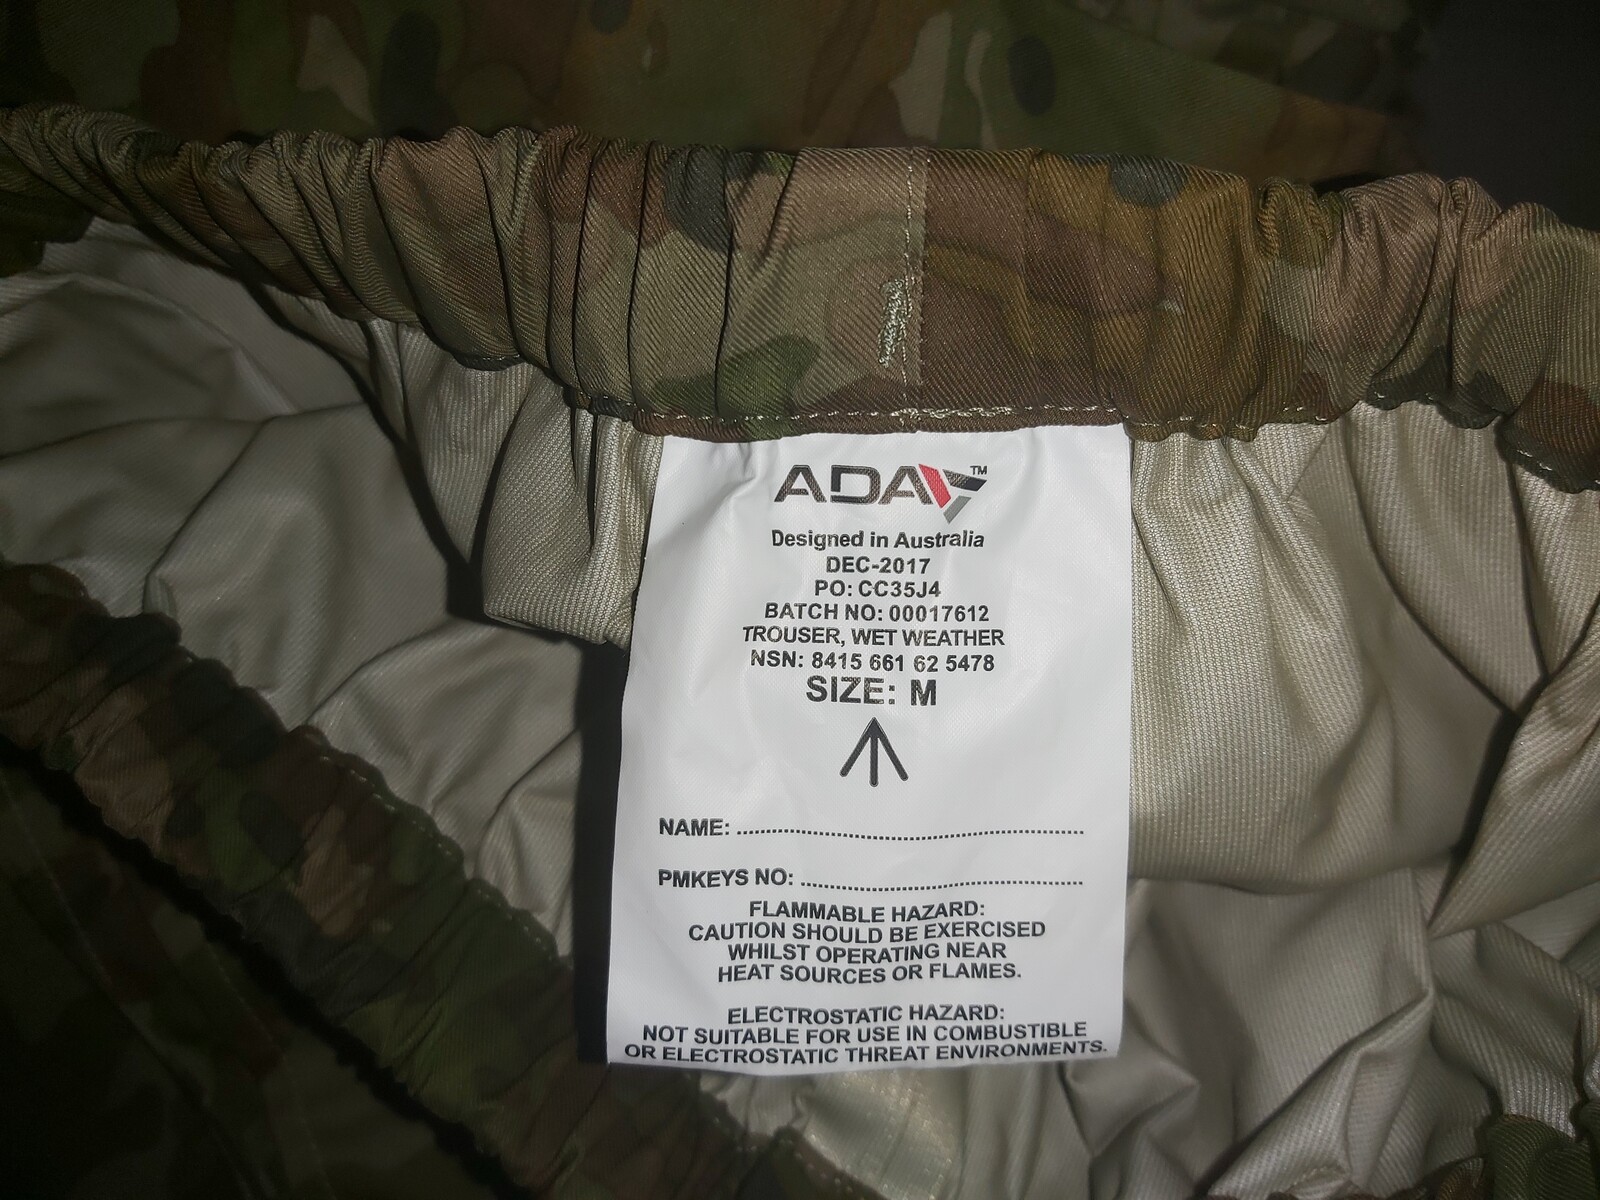 ADA™
Designed in Australia
DEC-2017
PO: CC35J4
BATCH NO: 00017612
TROUSER, WET WEATHER
NSN: 8415 661 62 5478
SIZE: M
NAME: ....................................................
PMKEYS NO: ..........................................
FLAMMABLE HAZARD:
CAUTION SHOULD BE EXERCISED
WHILST OPERATING NEAR
HEAT SOURCES OR FLAMES.
ELECTROSTATIC HAZARD:
NOT SUITABLE FOR USE IN COMBUSTIBLE
OR ELECTROSTATIC THREAT ENVIRONMENTS.